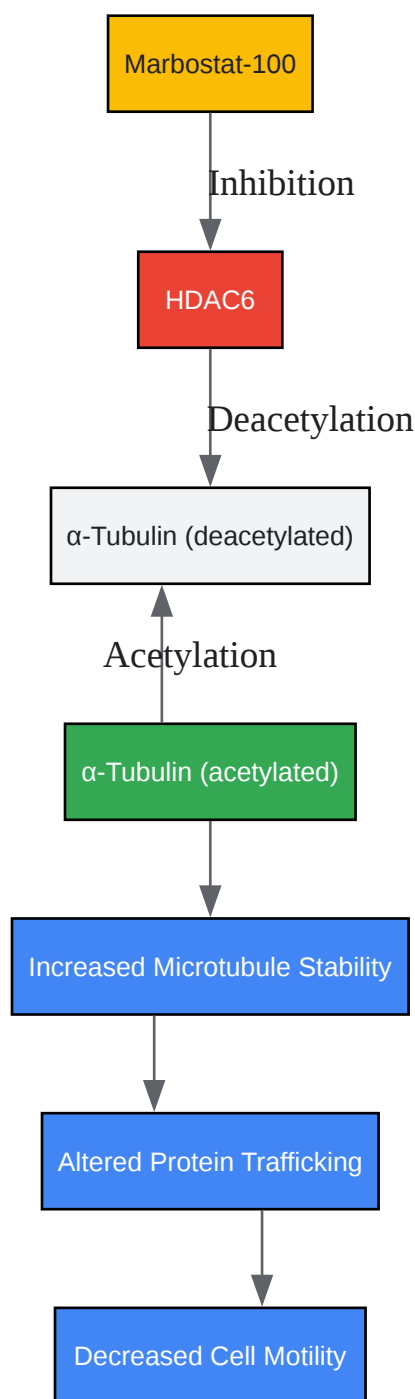 Marbostat-100
Inhibition
HDAC6
Deacetylation
α-Tubulin (deacetylated)
Acetylation
α-Tubulin (acetylated)
Increased Microtubule Stability
Altered Protein Trafficking
Decreased Cell Motility